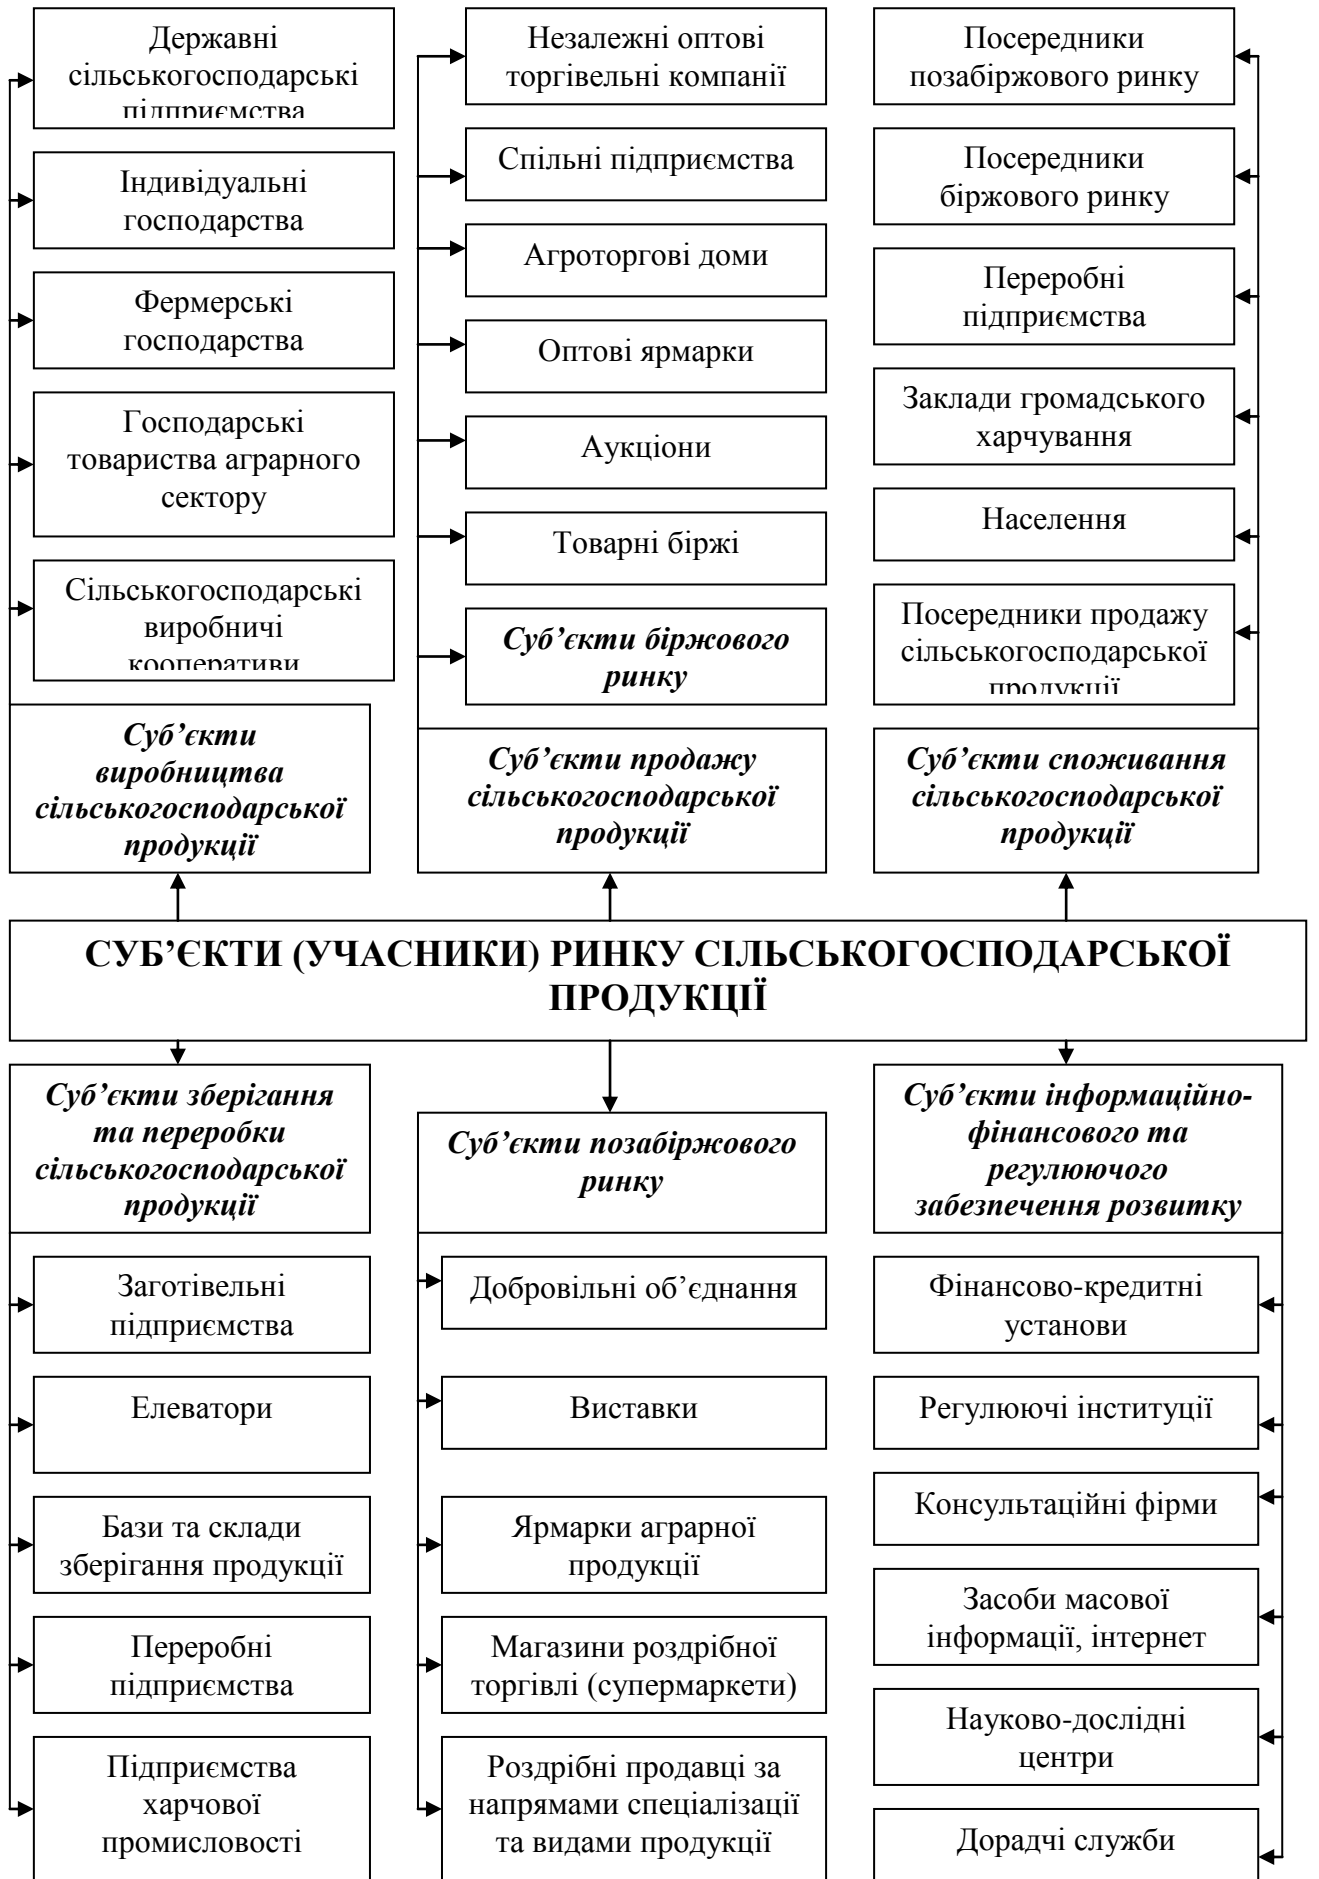 Державні
сільськогосподарські
підприємства
Індивідуальні
господарства
Фермерські
господарства
Господарські
товариства аграрного
сектору
Сільськогосподарські
виробничі
кооперативи
Суб’єкти
виробництва
сільськогосподарської
продукції
Незалежні оптові
торгівельні компанії
Спільні підприємства
Агроторгові доми
Оптові ярмарки
Аукціони
Товарні біржі
Суб’єкти біржового
ринку
Суб’єкти продажу
сільськогосподарської
продукції
Посередники
позабіржового ринку
Посередники
біржового ринку
Переробні
підприємства
Заклади громадського
харчування
Населення
Посередники продажу
сільськогосподарської
продукції
Суб’єкти споживання
сільськогосподарської
продукції
СУБ’ЄКТИ (УЧАСНИКИ) РИНКУ СІЛЬСЬКОГОСПОДАРСЬКОЇ
ПРОДУКЦІЇ
Суб’єкти зберігання
та переробки
сільськогосподарської
продукції
Заготівельні
підприємства
Елеватори
Бази та склади
зберігання продукції
Переробні
підприємства
Підприємства
харчової
промисловості
Суб’єкти позабіржового
ринку
Добровільні об’єднання
Виставки
Ярмарки аграрної
продукції
Магазини роздрібної
торгівлі (супермаркети)
Роздрібні продавці за
напрямами спеціалізації
та видами продукції
Суб’єкти інформаційно-
фінансового та
регулюючого
забезпечення розвитку
Фінансово-кредитні
установи
Регулюючі інституції
Консультаційні фірми
Засоби масової
інформації, інтернет
Науково-дослідні
центри
Дорадчі служби